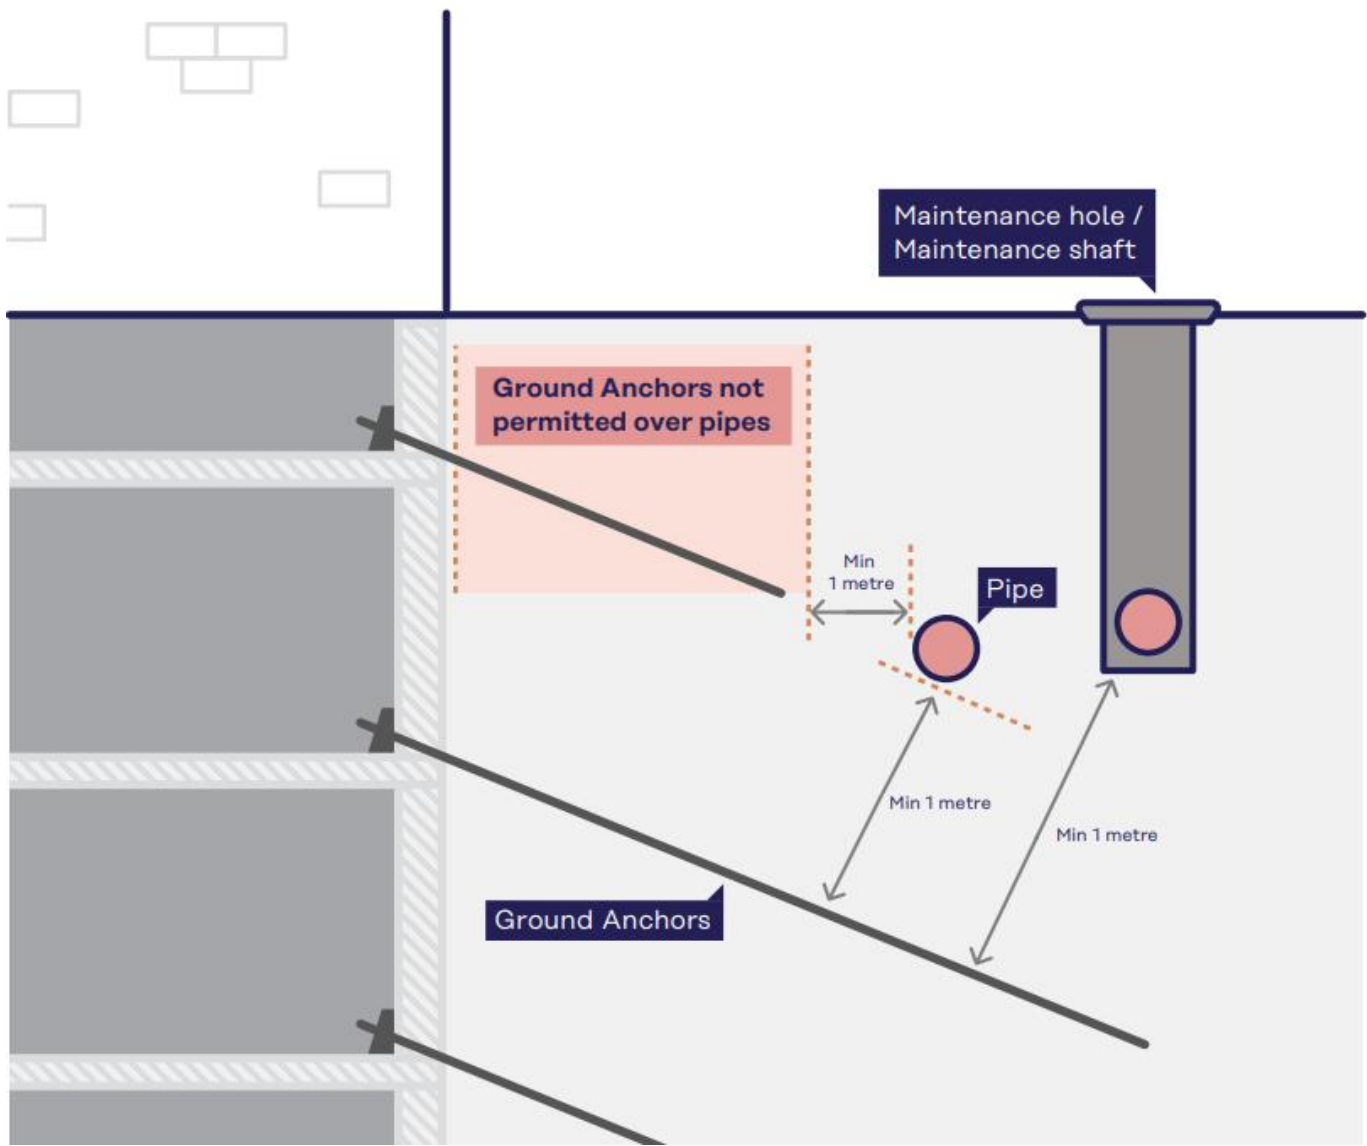 Maintenance hole /
Maintenance shaft
Ground Anchors not
permitted over pipes
Min
1 metre
Pipe
Min 1 metre
Min 1 metre
Ground Anchors